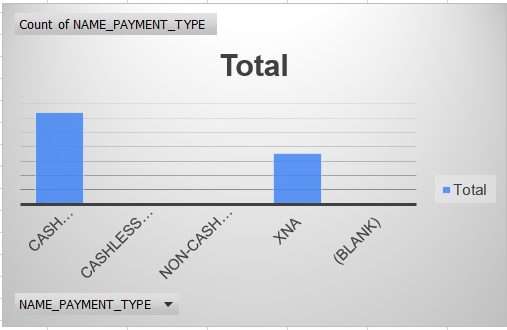 Count of NAME_PAYMENT_TYPE
Total
Total
CASH...
CASHLESS...
NON-CASH...
XNA
(BLANK)
NAME_PAYMENT_TYPE